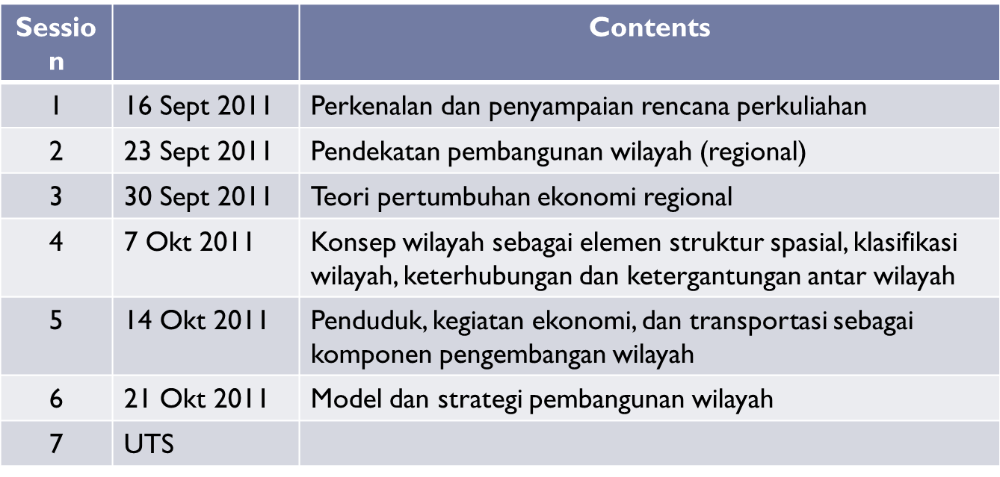 Sessio
n
Contents
1 16 Sept 2011 Perkenalan dan penyampaian rencana perkuliahan
2 23 Sept 2011 Pendekatan pembangunan wilayah (regional)
3 30 Sept 2011 Teori pertumbuhan ekonomi regional
4 7 Okt 2011 Konsep wilayah sebagai elemen struktur spasial, klasifikasi
wilayah, keterhubungan dan ketergantungan antar wilayah
5 14 Okt 2011 Penduduk, kegiatan ekonomi, dan transportasi sebagai
komponen pengembangan wilayah
6 21 Okt 2011 Model dan strategi pembangunan wilayah
7 UTS